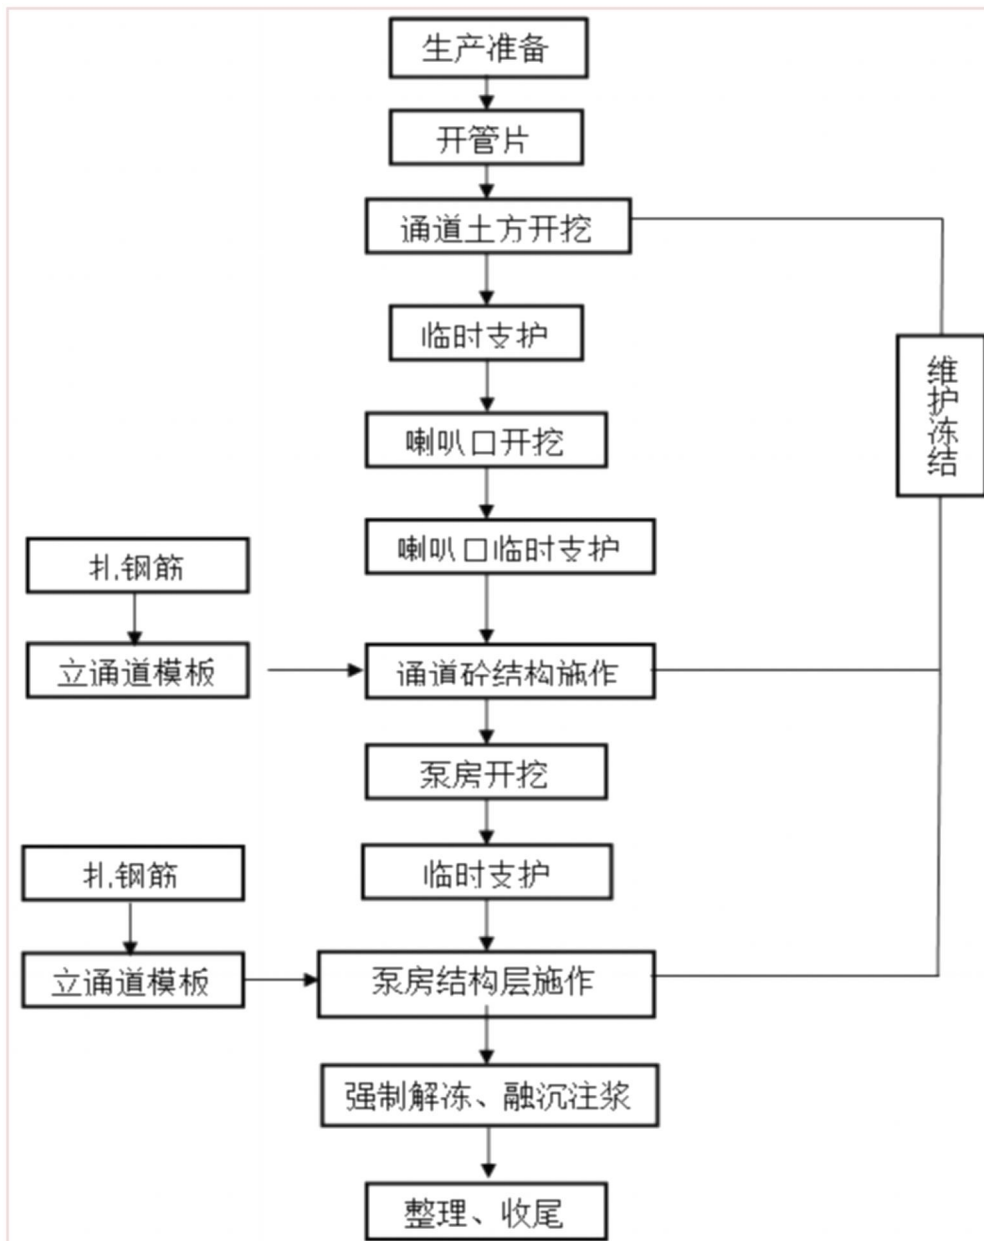 生产准备
开管片
通道土方开挖
临时支护
维护冻结
喇叭口开挖
喇叭口临时支护
扎钢筋
立通道模板
通道砼结构施作
泵房开挖
临时支护
扎钢筋
立通道模板
泵房结构层施作
强制解冻、融沉注浆
整理、收尾